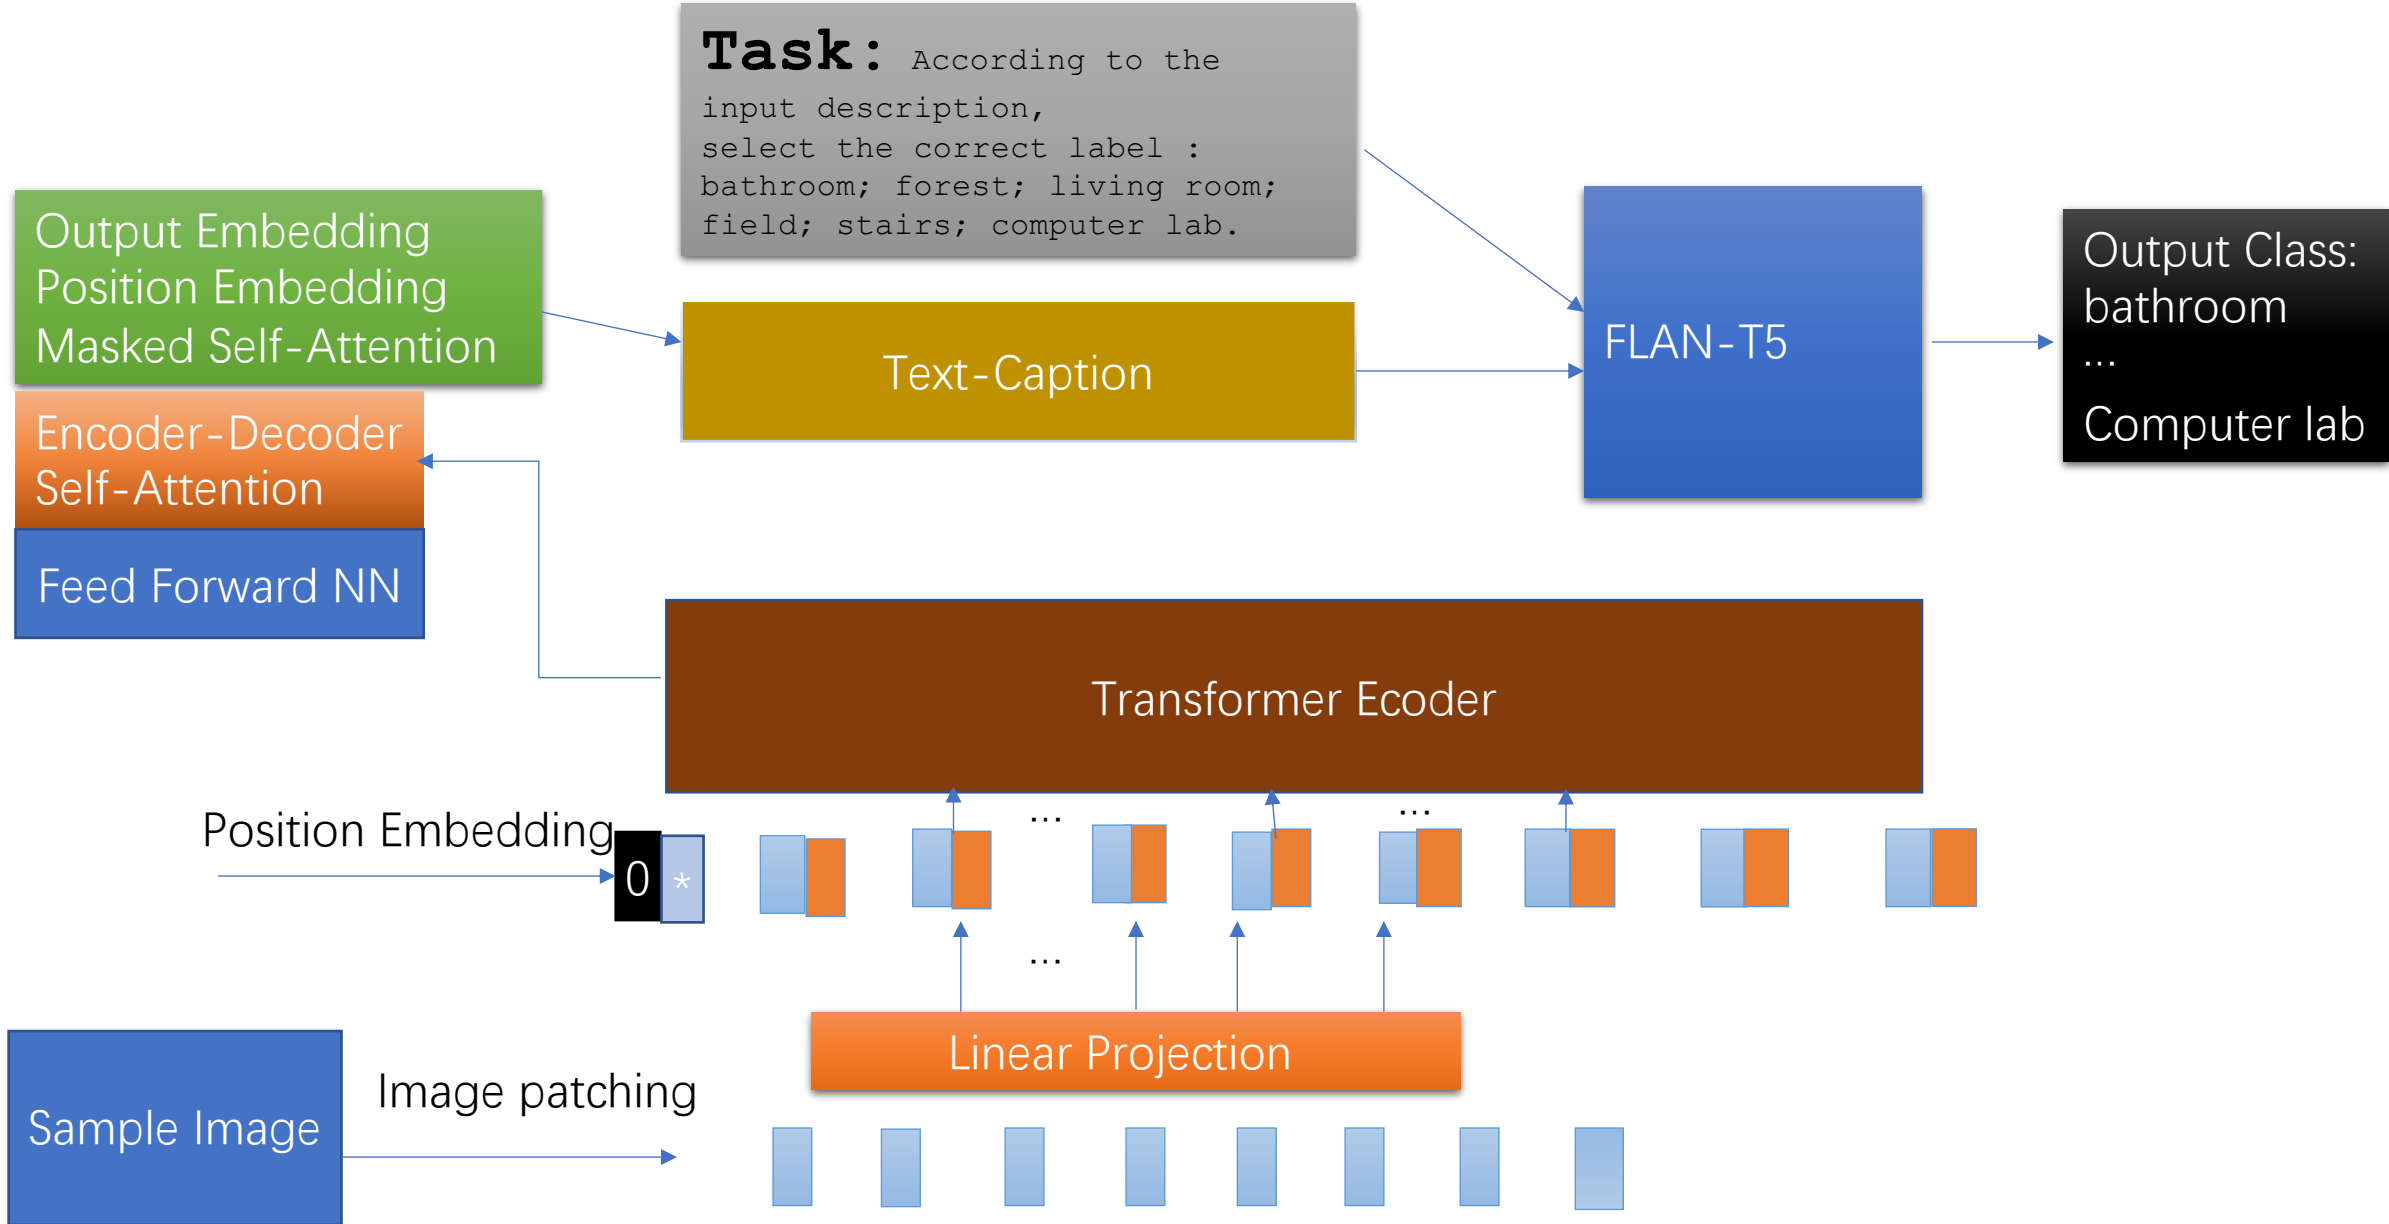 Task: According to the
input description,
select the correct label :
bathroom; forest; living room;
field; stairs; computer lab.
Output Embedding
Position Embedding
Masked Self-Attention
Text-Caption
FLAN-T5
Output Class:
bathroom
...
Computer lab
Encoder-Decoder
Self-Attention
Feed Forward NN
Transformer Ecoder
Position Embedding
0 *
...
...
...
Linear Projection
Image patching
Sample Image